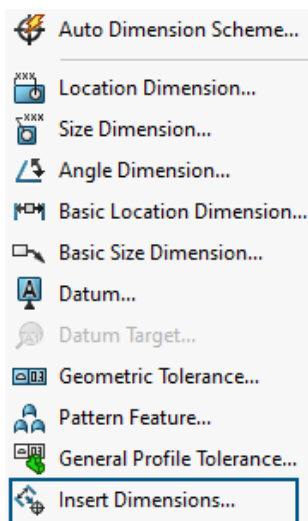 Auto Dimension Scheme...
Location Dimension...
Size Dimension...
Angle Dimension...
Basic Location Dimension...
Basic Size Dimension...
Datum...
Datum Target...
Geometric Tolerance...
Pattern Feature...
General Profile Tolerance...
Insert Dimensions...